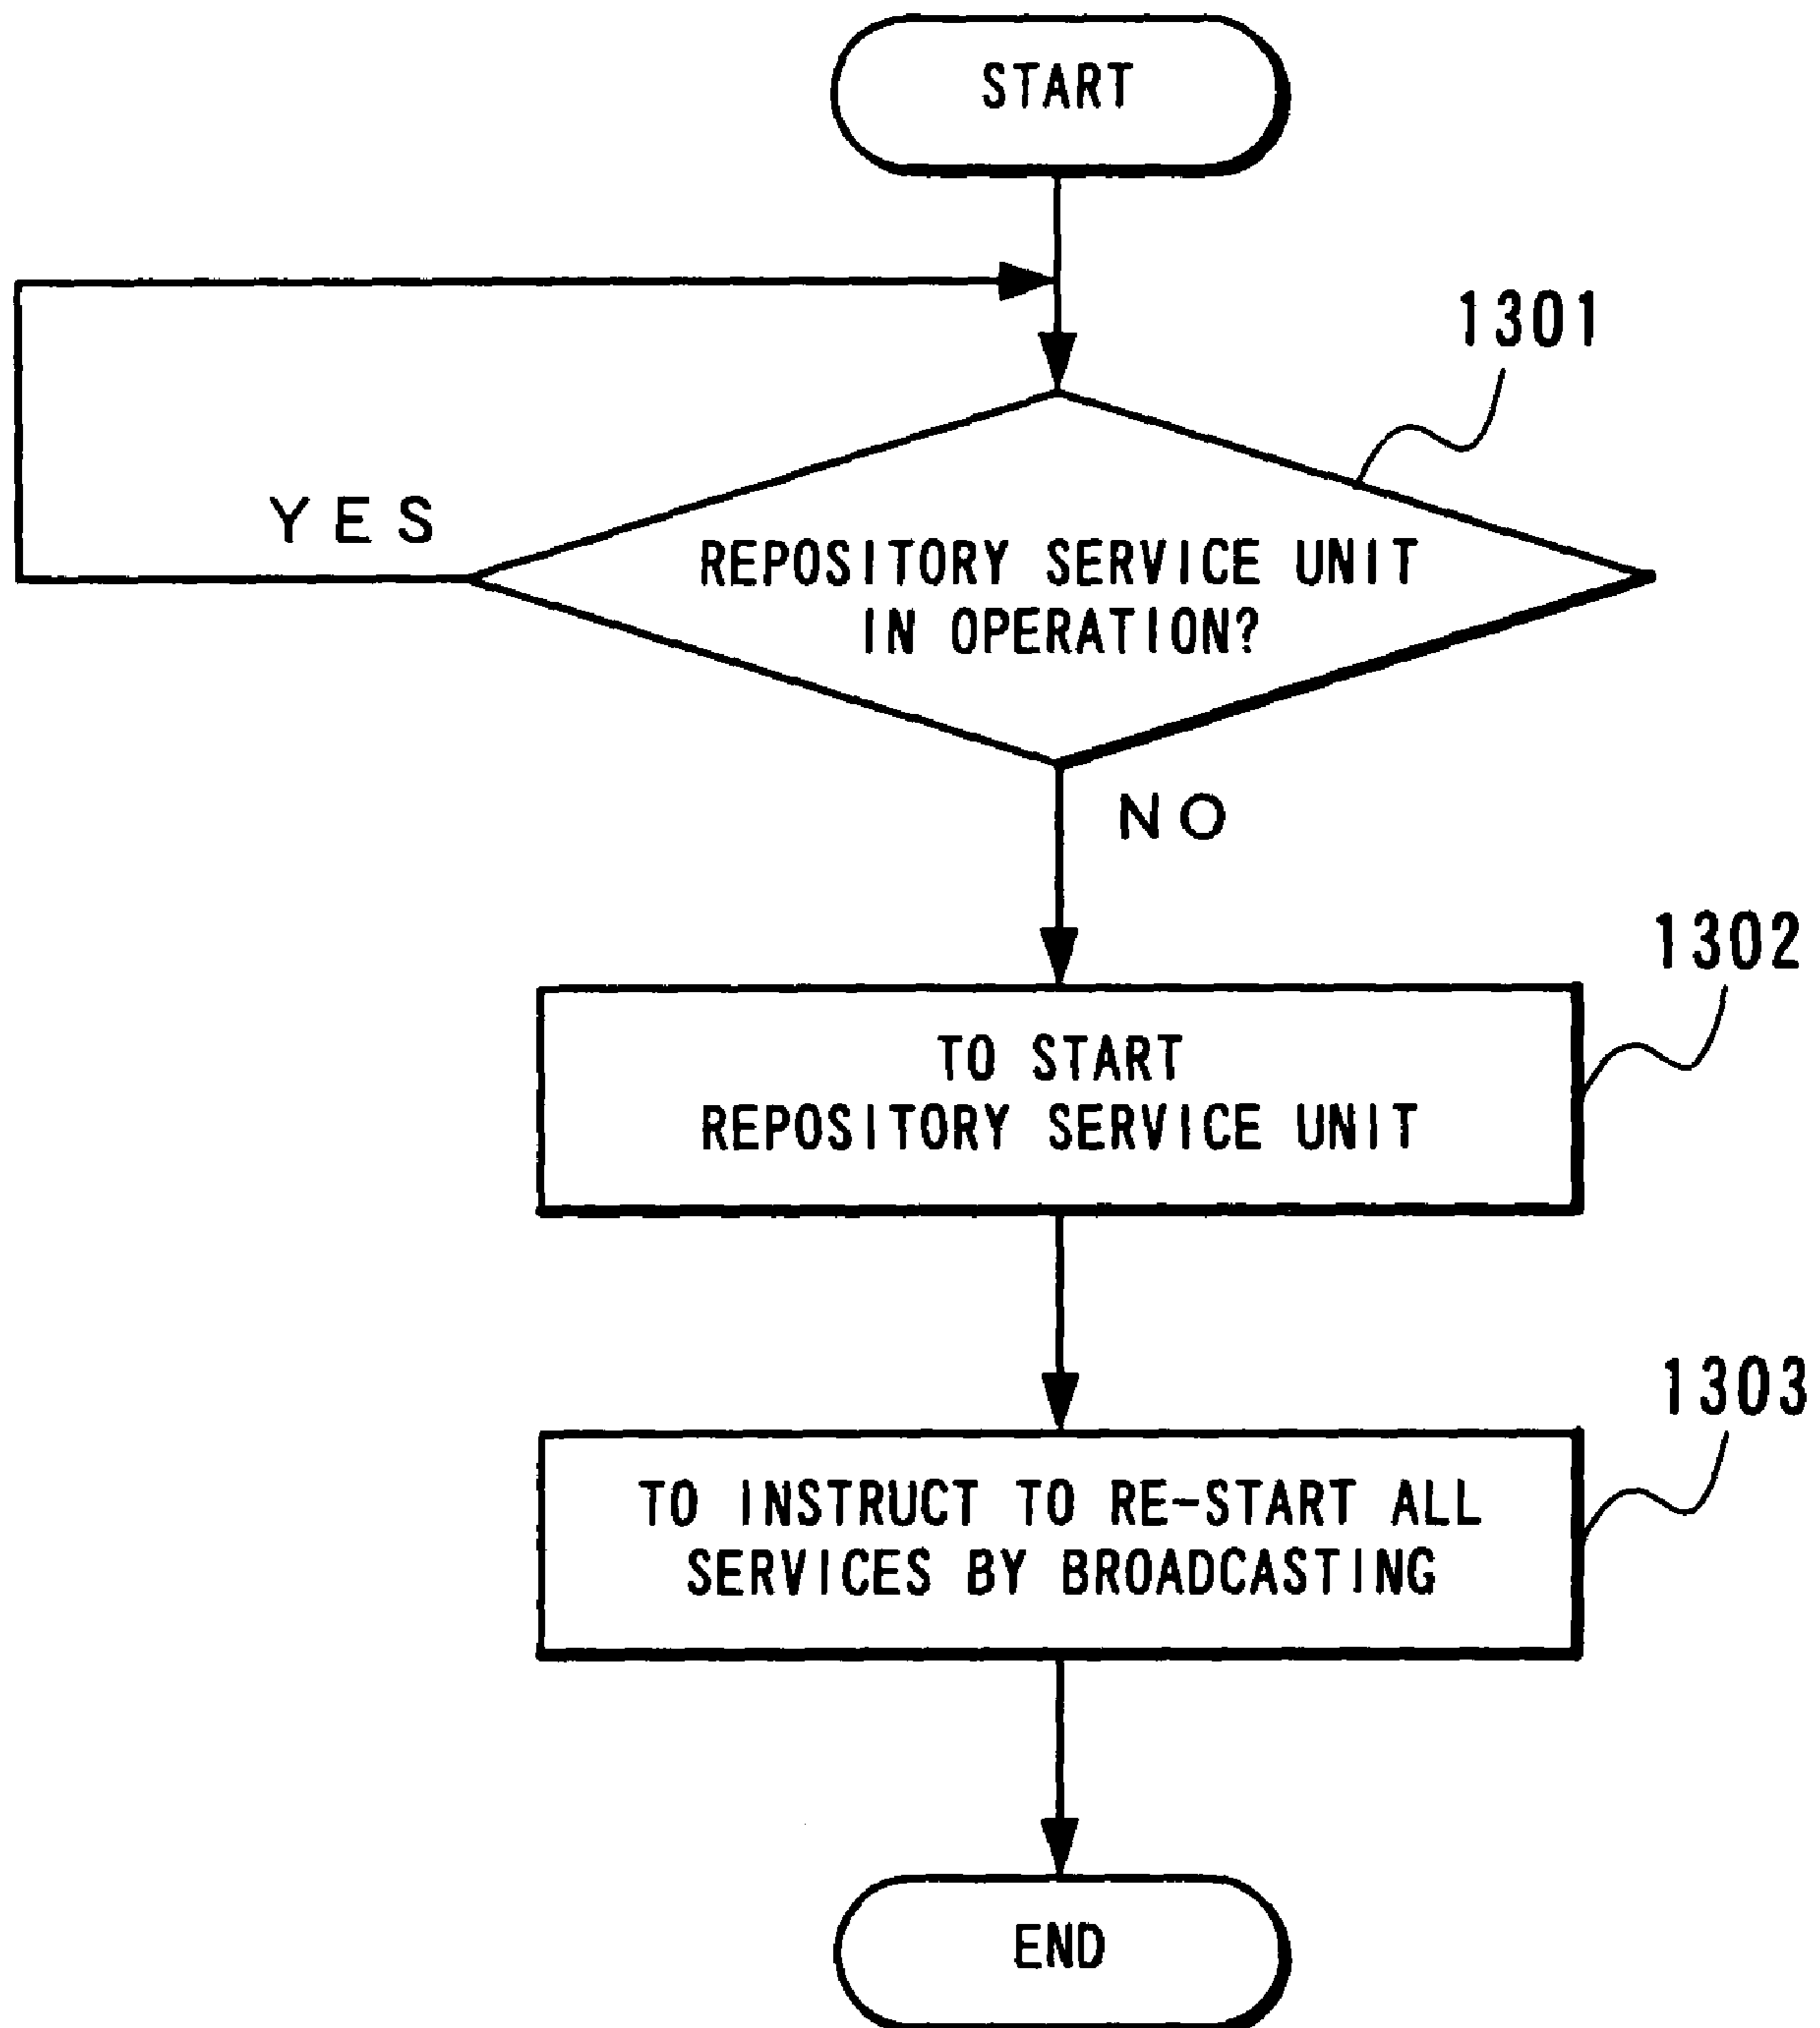 START
1301
YES
REPOSITORY SERVICE UNIT
IN OPERATION?
NO
1302
TO START
REPOSITORY SERVICE UNIT
1303
TO INSTRUCT TO RE-START ALL
SERVICES BY BROADCASTING
END